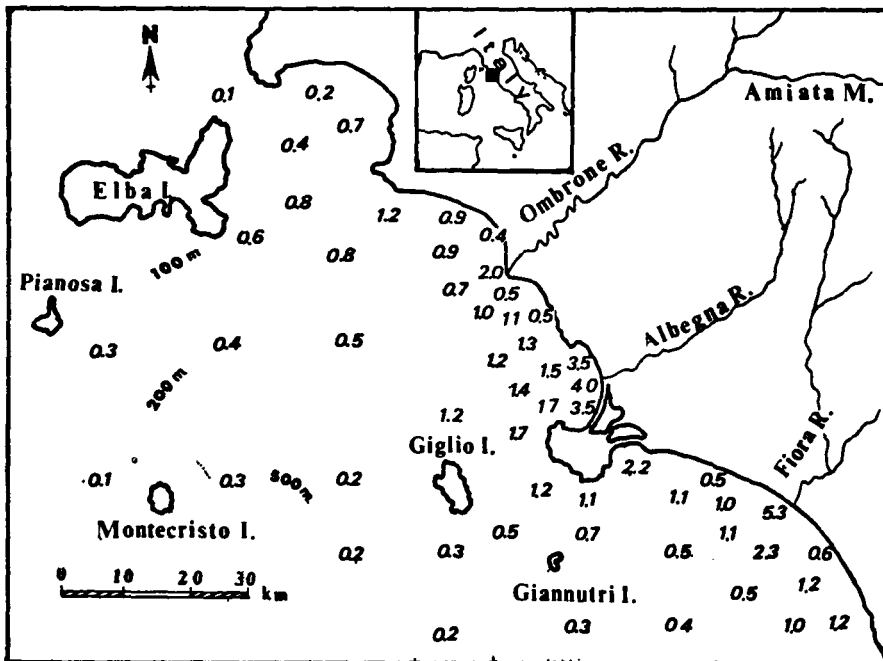 N
Italy
0.1 0.2
0.7
0.4
Amiata M.
Elba I.
0.8
1.2 0.9
Ombrone R.
0.6
0.4
0.8 0.9
100 m
2.0
Pianosa I.
0.7 0.5
1.0 11 0.5
Albegna R.
0.3 0.4 0.5
1.3
1.2
1.5 3.5
200 m
1.4
4 0
1.2
17 3.5
1.7
Giglio I.
Fiora R.
2.2
0.1 0.3 500 m 0.2
0.5
1.2 1.1
1.1 1.0
5.3
Montecristo I.
0.5 0.7
1.1
0.2 0.3
0.5 2.3 0.6
0 10 20 30
km
Giannutri I.
0.5 1.2
0.2 0.3 0 4 1.0 1.2